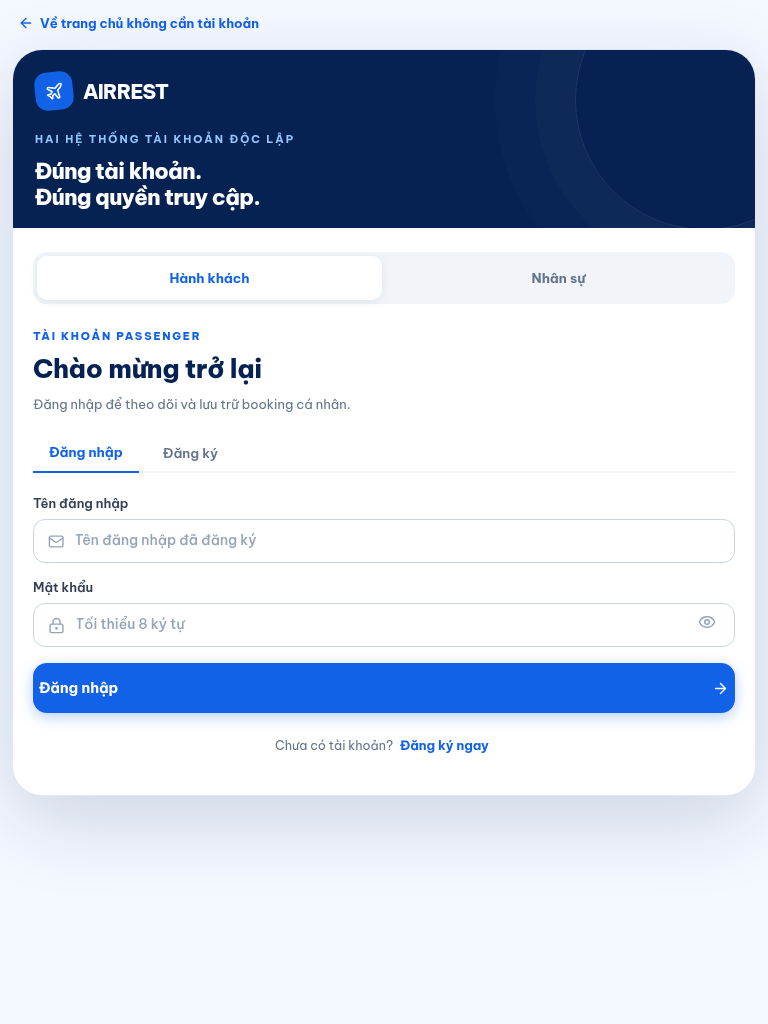 Về trang chủ không cần tài khoản
AIRREST
HAI HỆ THỐNG TÀI KHOẢN ĐỘC LẬP
Đúng tài khoản.
Đúng quyền truy cập.
Hành khách
Nhân sự
TÀI KHOẢN PASSENGER
Chào mừng trở lại
Đăng nhập để theo dõi và lưu trữ booking cá nhân.
Đăng nhập
Đăng ký
Tên đăng nhập
Tên đăng nhập đã đăng ký
Mật khẩu
Tối thiểu 8 ký tự
Đăng nhập
Chưa có tài khoản? Đăng ký ngay